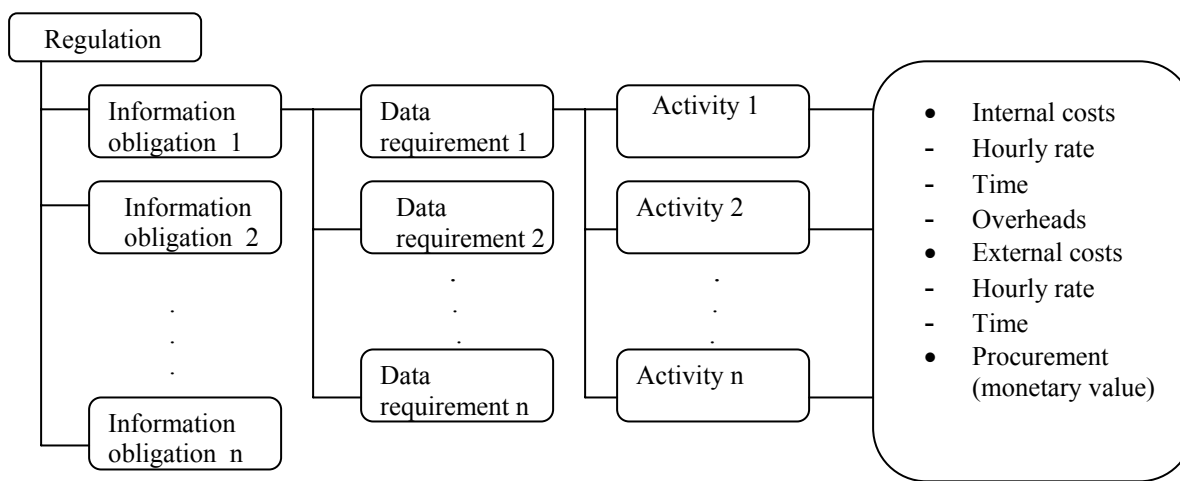 Regulation
Information
obligation 1
Data
requirement 1
Activity 1
Information
obligation 2
Data
requirement 2
Activity 2
.
.
.
.
.
.
.
.
.
Information
obligation n
Data
requirement n
Activity n
• Internal costs
- Hourly rate
- Time
- Overheads
• External costs
- Hourly rate
- Time
• Procurement
(monetary value)